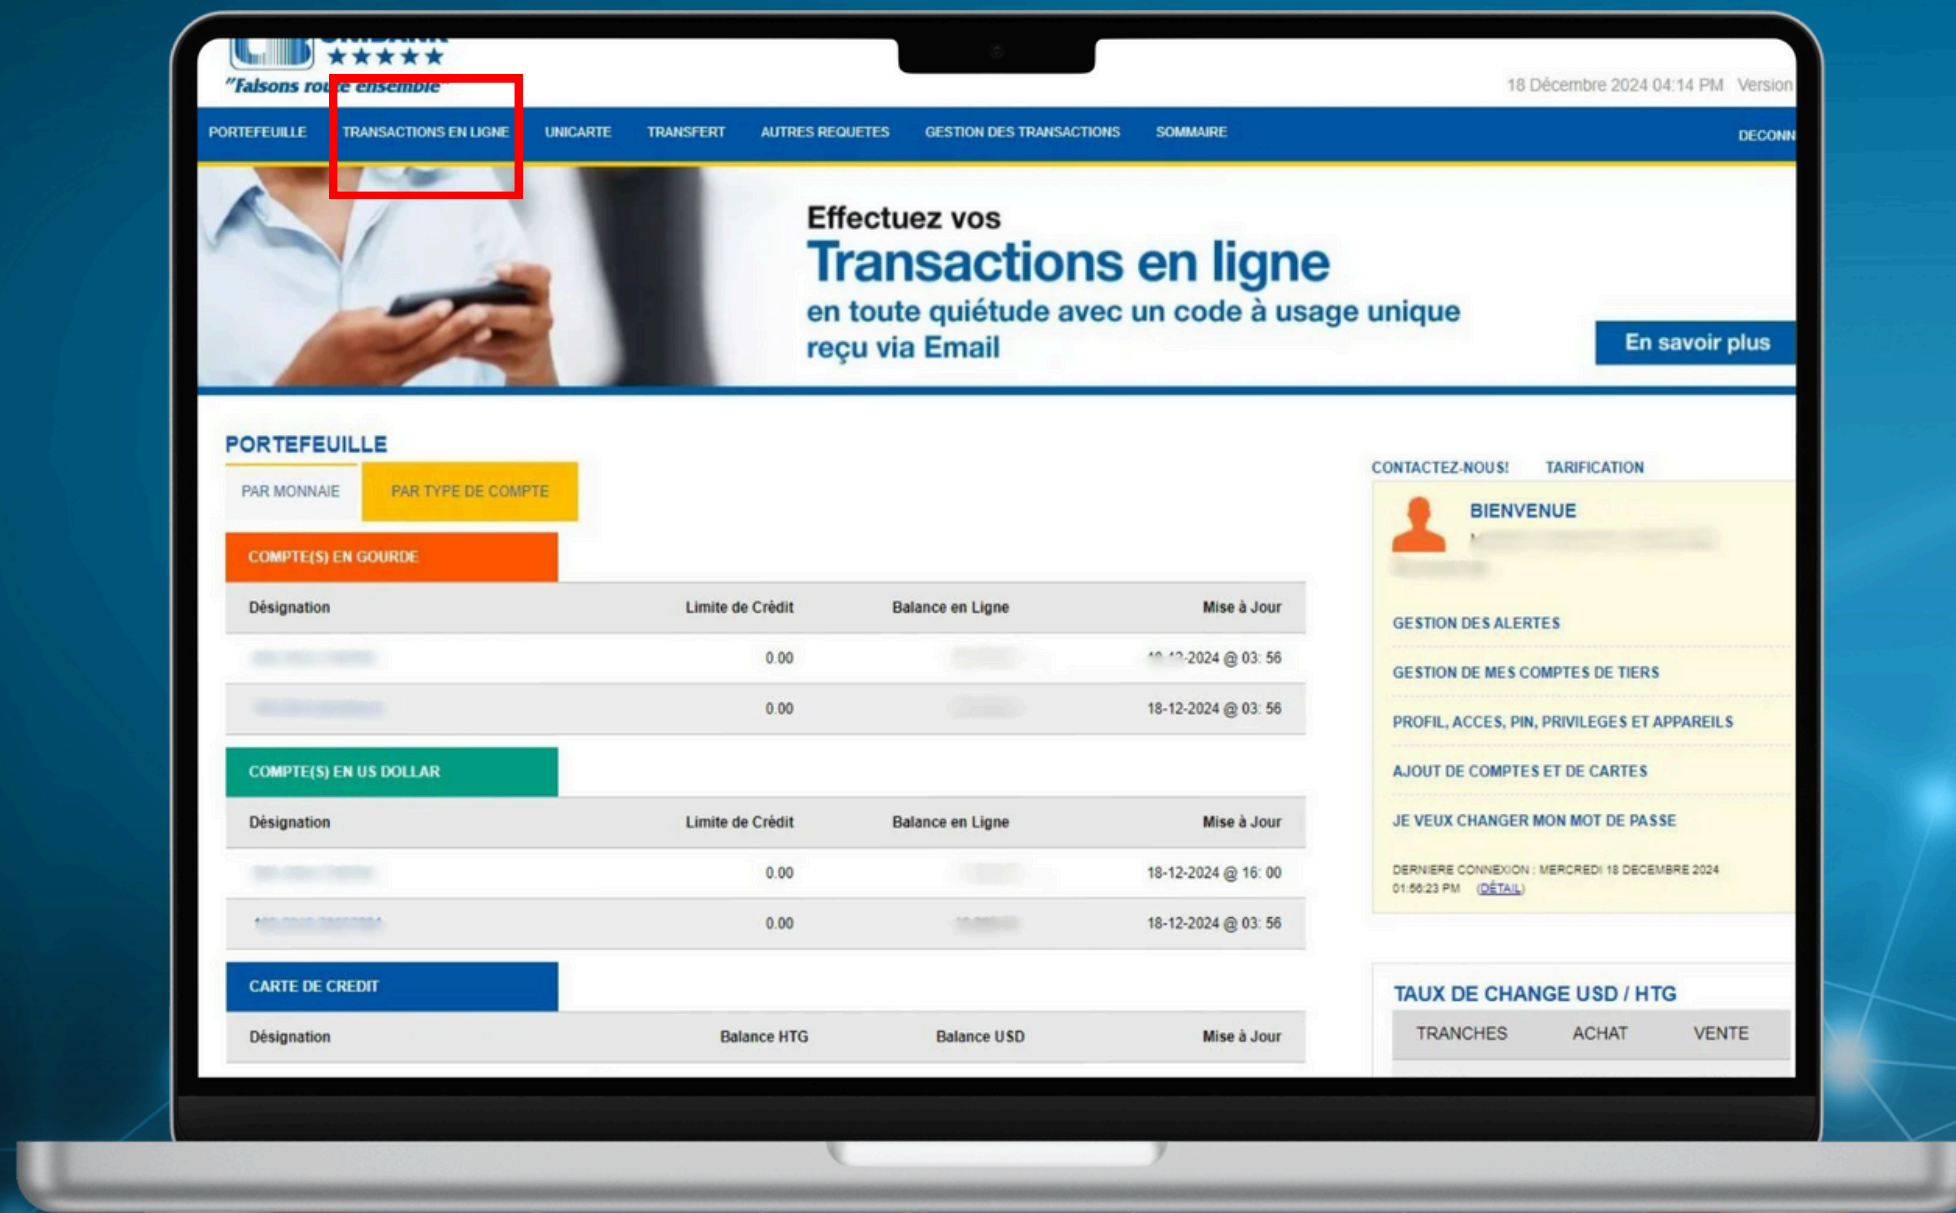 UNIBANK
"Faisons route ensemble"
18 Décembre 2024 04:14 PM Version
PORTEFEUILLE TRANSACTIONS EN LIGNE UNICARTE TRANSFERT AUTRES REQUETES GESTION DES TRANSACTIONS SOMMAIRE DECONN
Effectuez vos
Transactions en ligne
en toute quiétude avec un code à usage unique
reçu via Email
En savoir plus
PORTEFEUILLE
PAR MONNAIE PAR TYPE DE COMPTE
COMPTE(S) EN GOURDE
Désignation Limite de Crédit Balance en Ligne Mise à Jour
0.00 18-12-2024 @ 03: 56
0.00 18-12-2024 @ 03: 56
COMPTE(S) EN US DOLLAR
Désignation Limite de Crédit Balance en Ligne Mise à Jour
0.00 18-12-2024 @ 16: 00
0.00 18-12-2024 @ 03: 56
CARTE DE CREDIT
Désignation Balance HTG Balance USD Mise à Jour
CONTACTEZ-NOUS! TARIFICATION
BIENVENUE
GESTION DES ALERTES
GESTION DE MES COMPTES DE TIERS
PROFIL, ACCES, PIN, PRIVILEGES ET APPAREILS
AJOUT DE COMPTES ET DE CARTES
JE VEUX CHANGER MON MOT DE PASSE
DERNIERE CONNEXION : MERCREDI 18 DECEMBRE 2024
01:56:23 PM (DÉTAIL)
TAUX DE CHANGE USD / HTG
TRANCHES ACHAT VENTE